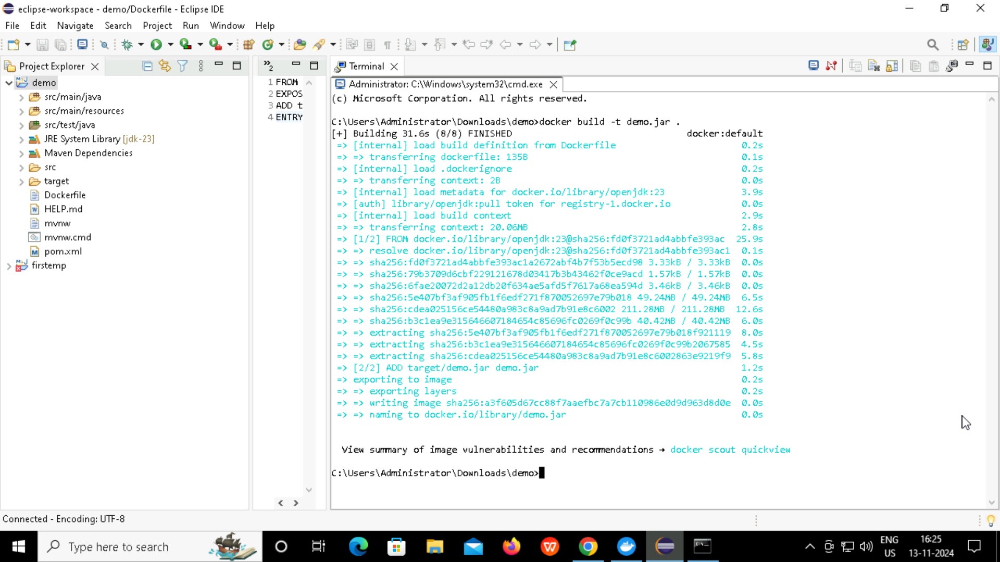 eclipse-workspace - demo/Dockerfile - Eclipse IDE
File Edit Navigate Search Project Run Window Help
Project Explorer
demo
src/main/java
src/main/resources
src/test/java
JRE System Library [jdk-23]
Maven Dependencies
src
target
Dockerfile
HELP.md
mvnw
mvnw.cmd
pom.xml
firstemp
»2
1 FROM
2 EXPOS
3 ADD t
4 ENTRY
Terminal
Administrator: C:\Windows\system32\cmd.exe
(c) Microsoft Corporation. All rights reserved.
C:\Users\Administrator\Downloads\demo>docker build -t demo.jar .
[+] Building 31.6s (8/8) FINISHED docker:default
=> [internal] load build definition from Dockerfile 0.2s
=> => transferring dockerfile: 135B 0.1s
=> [internal] load .dockerignore 0.2s
=> => transferring context: 2B 0.0s
=> [internal] load metadata for docker.io/library/openjdk:23 3.9s
=> [auth] library/openjdk:pull token for registry-1.docker.io 0.0s
=> [internal] load build context 2.9s
=> => transferring context: 20.06MB 2.8s
=> [1/2] FROM docker.io/library/openjdk:23@sha256:fd0f3721ad4abbfe393ac 25.9s
=> => resolve docker.io/library/openjdk:23@sha256:fd0f3721ad4abbfe393ac1 0.1s
=> => sha256:fd0f3721ad4abbfe393ac1a2672abf4b7f53b5ecd98 3.33kB / 3.33kB 0.0s
=> => sha256:79b3709d6cbf229121678d03417b3b43462f0ce9acd 1.57kB / 1.57kB 0.0s
=> => sha256:6fae20072d2a12db20f634ae5afd5f7617a68ea594d 3.46kB / 3.46kB 0.0s
=> => sha256:5e407bf3af905fb1f6edf271f870052697e79b018 49.24MB / 49.24MB 6.5s
=> => sha256:cdea025156ce54480a983c8a9ad7b91e8c6002 211.28MB / 211.28MB 12.6s
=> => sha256:b3c1ea9e315646607184654c85696fc0269f0c99b 40.42MB / 40.42MB 6.0s
=> => extracting sha256:5e407bf3af905fb1f6edf271f870052697e79b018f921119 8.0s
=> => extracting sha256:b3c1ea9e315646607184654c85696fc0269f0c99b2067585 4.5s
=> => extracting sha256:cdea025156ce54480a983c8a9ad7b91e8c6002863e9219f9 5.8s
=> [2/2] ADD target/demo.jar demo.jar 1.2s
=> exporting to image 0.2s
=> => exporting layers 0.2s
=> => writing image sha256:a3f605d67cc88f7aaefbc7a7cb110986e0d9d963d8d0e 0.0s
=> => naming to docker.io/library/demo.jar 0.0s
View summary of image vulnerabilities and recommendations → docker scout quickview
C:\Users\Administrator\Downloads\demo>
Connected - Encoding: UTF-8
Type here to search
ENG
US
16:25
13-11-2024